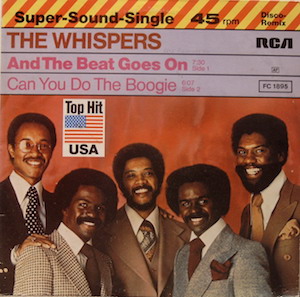 Super-Sound-Single 45 rpm Disco-Remix
THE WHISPERS
RCA
And The Beat Goes On 7:30 Side 1
Can You Do The Boogie 6:07 Side 2
FC 1895
Top Hit
USA